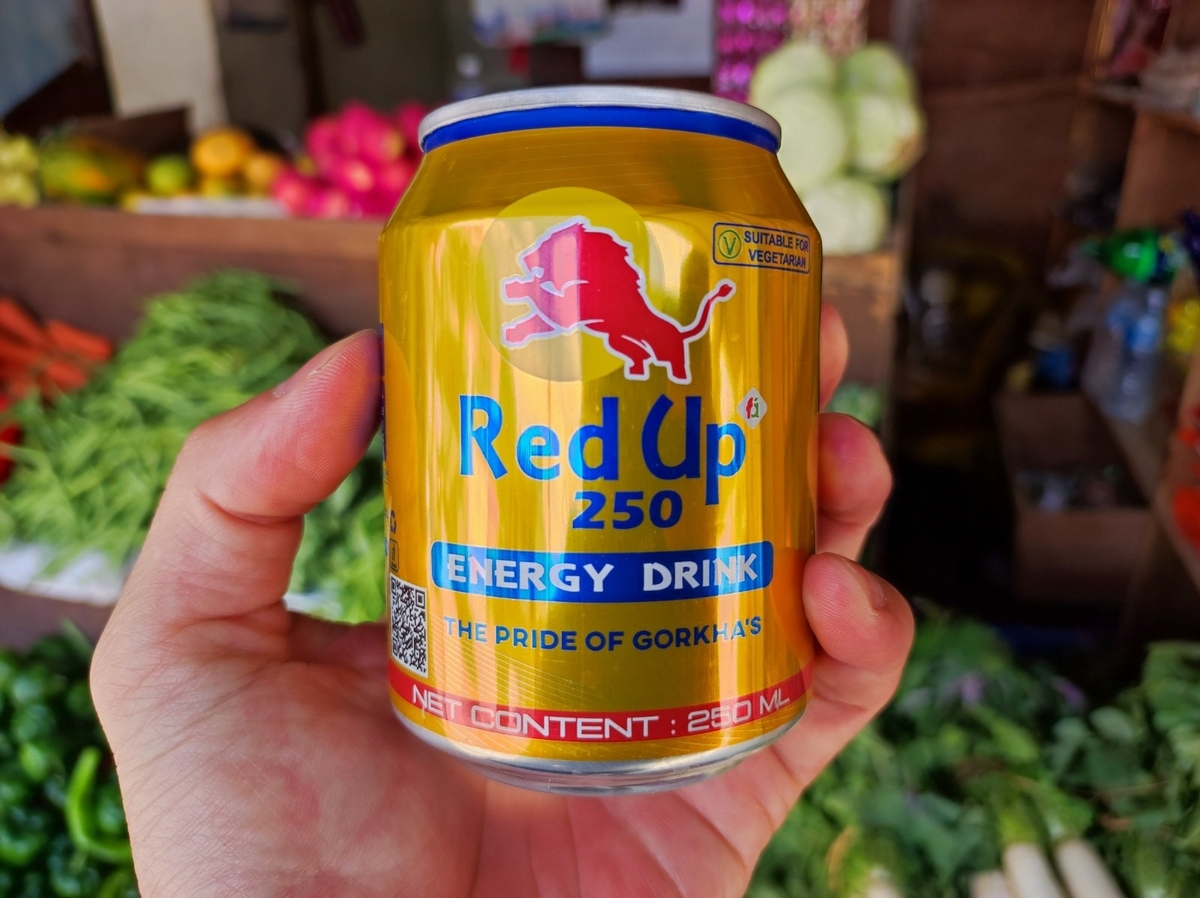 SUITABLE FOR
VEGETARIAN
Red Up
250
ENERGY DRINK
THE PRIDE OF GORKHA'S
NET CONTENT : 250 ML